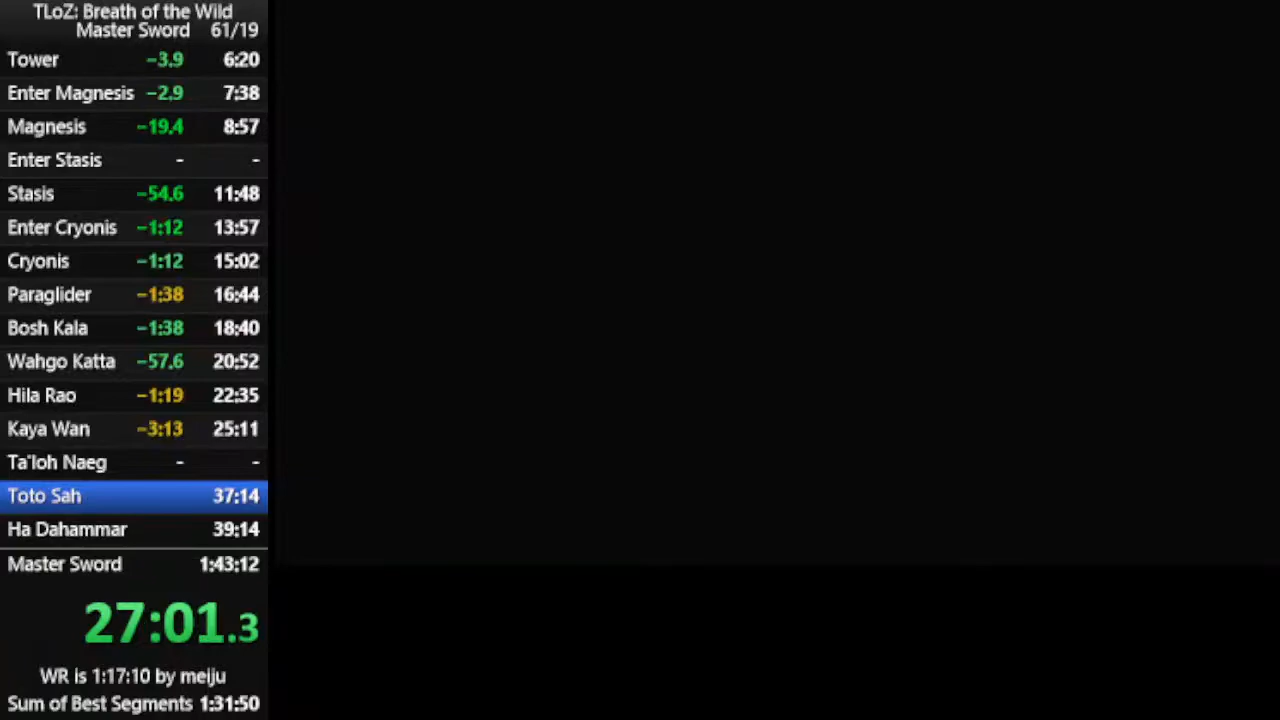 TLoZ: Breath of the Wild
Master Sword 61/19
Tower -3.9 6:20
Enter Magnesis -2.9 7:38
Magnesis -19.4 8:57
Enter Stasis - -
Stasis -54.6 11:48
Enter Cryonis -1:12 13:57
Cryonis -1:12 15:02
Paraglider -1:38 16:44
Bosh Kala -1:38 18:40
Wahgo Katta -57.6 20:52
Hila Rao -1:19 22:35
Kaya Wan -3:13 25:11
Ta'loh Naeg - -
Toto Sah 37:14
Ha Dahammar 39:14
Master Sword 1:43:12
27:01.3
WR is 1:17:10 by meiju
Sum of Best Segments 1:31:50